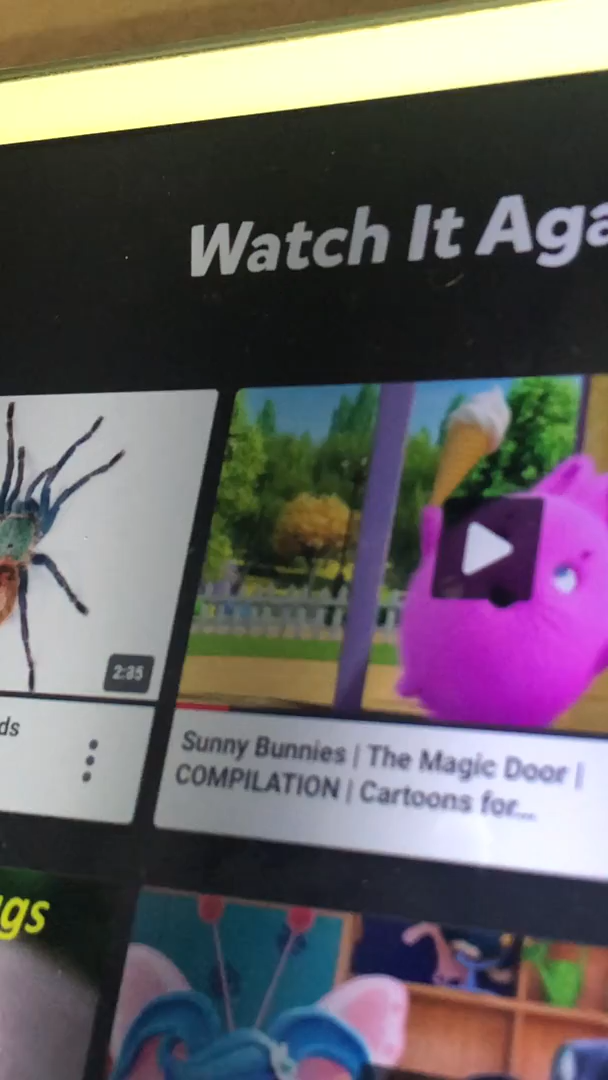 Watch It Aga
2:35
ds
Sunny Bunnies | The Magic Door |
COMPILATION | Cartoons for...
gs